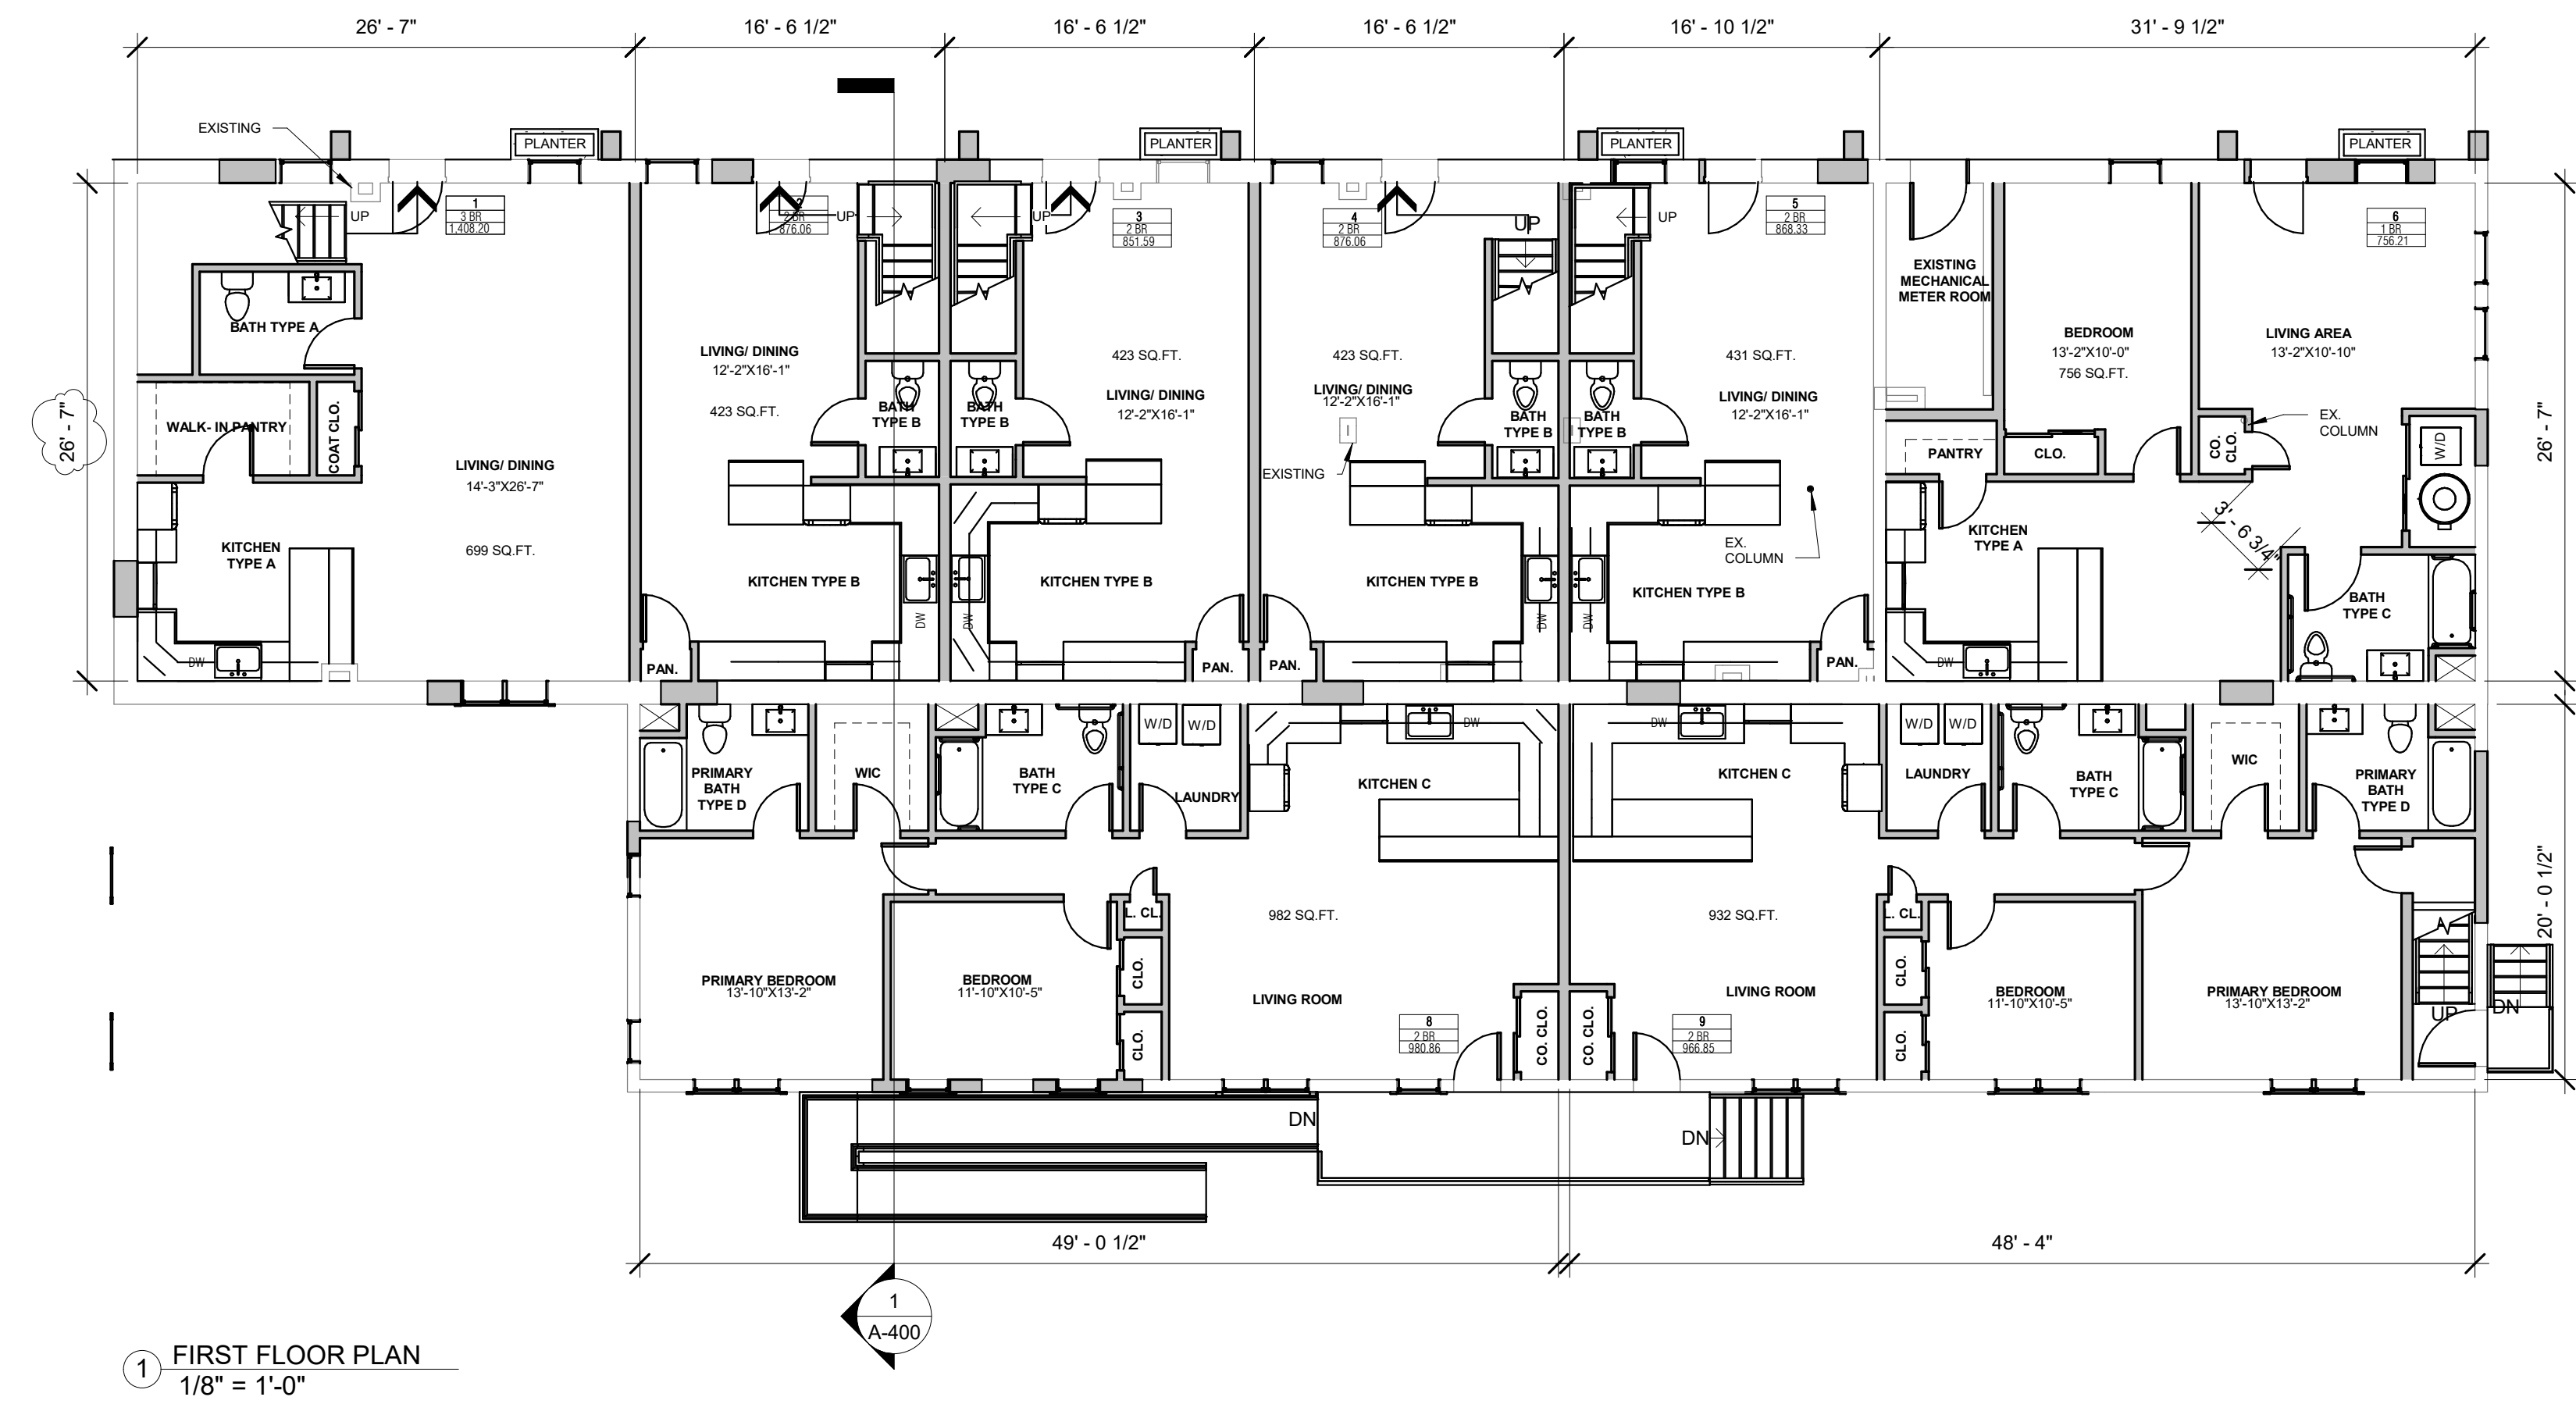 26' - 7"
16' - 6 1/2"
16' - 6 1/2"
16' - 6 1/2"
16' - 10 1/2"
31' - 9 1/2"
EXISTING
PLANTER
PLANTER
PLANTER
PLANTER
UP
1
3 BR
1,408.20
2
2 BR
876.06
UP
UP
3
2 BR
851.59
4
2 BR
876.06
UP
UP
5
2 BR
868.33
6
1 BR
756.21
EXISTING
MECHANICAL
METER ROOM
BATH TYPE A
WALK- IN PANTRY
COAT CLO.
26' - 7"
LIVING/ DINING
14'-3"X26'-7"
699 SQ.FT.
KITCHEN
TYPE A
DW
LIVING/ DINING
12'-2"X16'-1"
423 SQ.FT.
BATH
TYPE B
KITCHEN TYPE B
DW
PAN.
BATH
TYPE B
423 SQ.FT.
LIVING/ DINING
12'-2"X16'-1"
KITCHEN TYPE B
DW
PAN.
423 SQ.FT.
LIVING/ DINING
12'-2"X16'-1"
EXISTING
BATH
TYPE B
KITCHEN TYPE B
DW
PAN.
BATH
TYPE B
431 SQ.FT.
LIVING/ DINING
12'-2"X16'-1"
EX.
COLUMN
KITCHEN TYPE B
DW
PAN.
BEDROOM
13'-2"X10'-0"
756 SQ.FT.
LIVING AREA
13'-2"X10'-10"
EX.
COLUMN
PANTRY
CLO.
CO.
CLO.
W/D
KITCHEN
TYPE A
DW
3' - 6 3/4"
BATH
TYPE C
26' - 7"
PRIMARY
BATH
TYPE D
WIC
BATH
TYPE C
W/D
W/D
LAUNDRY
KITCHEN C
DW
DW
KITCHEN C
W/D
W/D
LAUNDRY
BATH
TYPE C
WIC
PRIMARY
BATH
TYPE D
20' - 0 1/2"
PRIMARY BEDROOM
13'-10"X13'-2"
BEDROOM
11'-10"X10'-5"
L. CL.
CLO.
CLO.
982 SQ.FT.
LIVING ROOM
8
2 BR
980.86
CO. CLO.
CO. CLO.
932 SQ.FT.
LIVING ROOM
9
2 BR
966.85
L. CL.
CLO.
CLO.
BEDROOM
11'-10"X10'-5"
PRIMARY BEDROOM
13'-10"X13'-2"
UP
DN
DN
DN
49' - 0 1/2"
48' - 4"
1
A-400
1
FIRST FLOOR PLAN
1/8" = 1'-0"